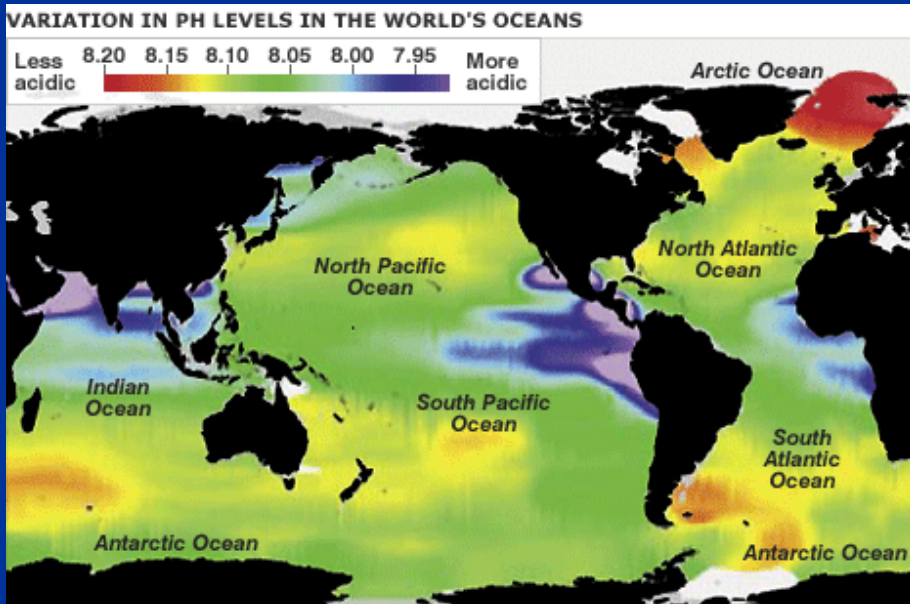 VARIATION IN PH LEVELS IN THE WORLD'S OCEANS
Less acidic
8.20 8.15 8.10 8.05 8.00 7.95
More acidic
Arctic Ocean
North Pacific
Ocean
North Atlantic
Ocean
Indian
Ocean
South Pacific
Ocean
South
Atlantic
Ocean
Antarctic Ocean
Antarctic Ocean